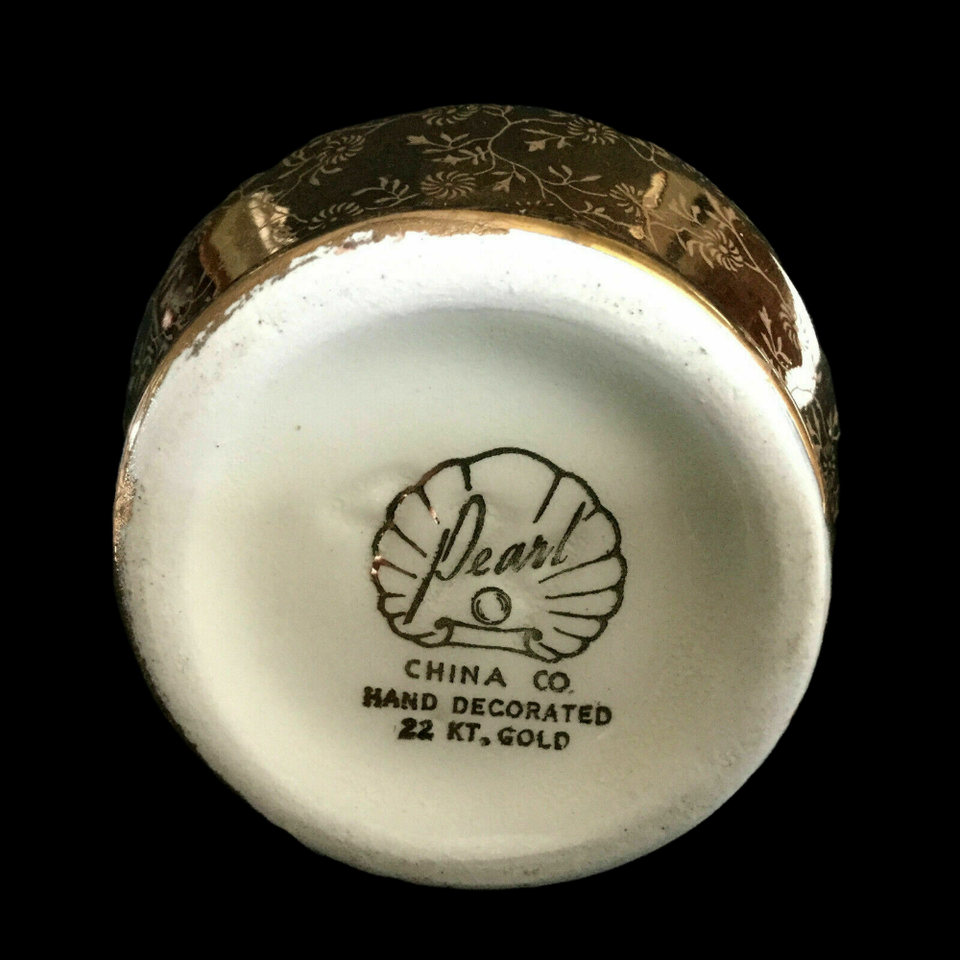 Pearl
CHINA CO.
HAND DECORATED
22 KT. GOLD